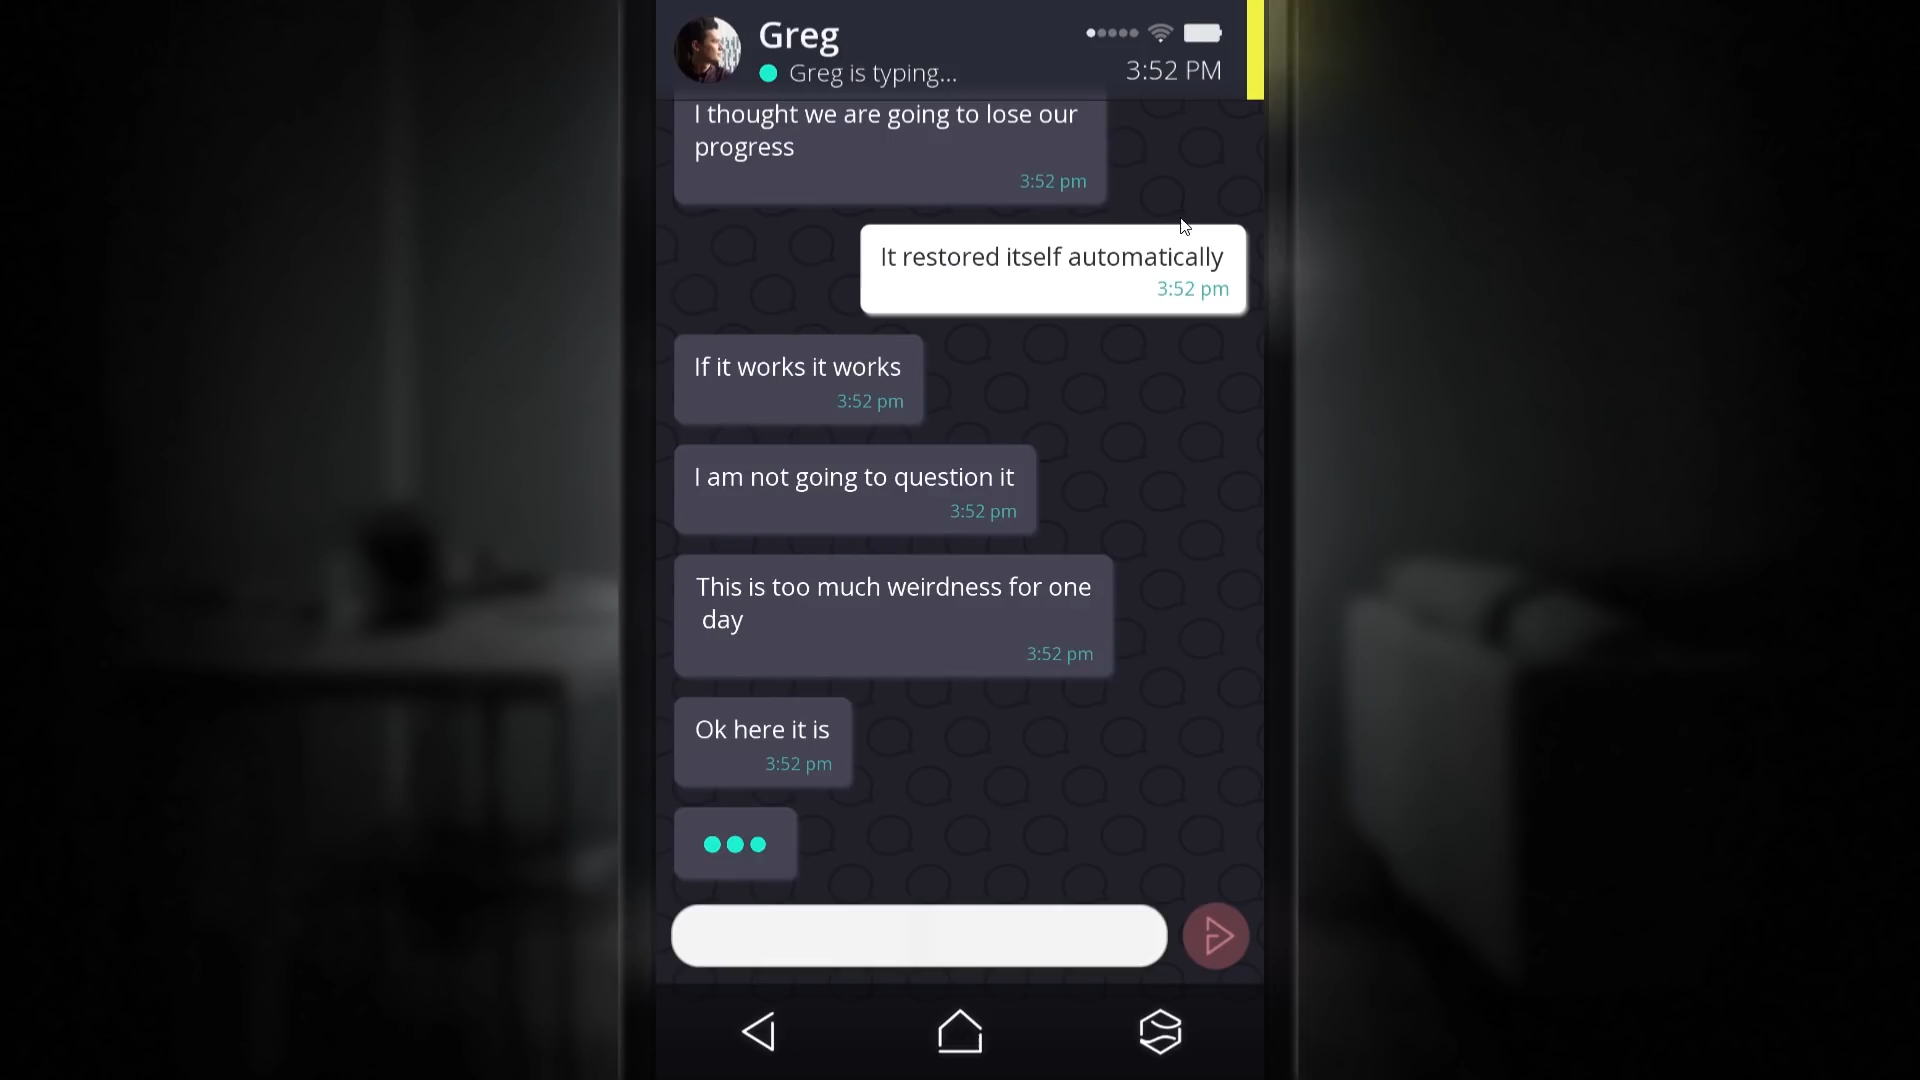 Greg
Greg is typing...
3:52 PM
I thought we are going to lose our
progress
3:52 pm
It restored itself automatically
3:52 pm
If it works it works
3:52 pm
I am not going to question it
3:52 pm
This is too much weirdness for one
day
3:52 pm
Ok here it is
3:52 pm